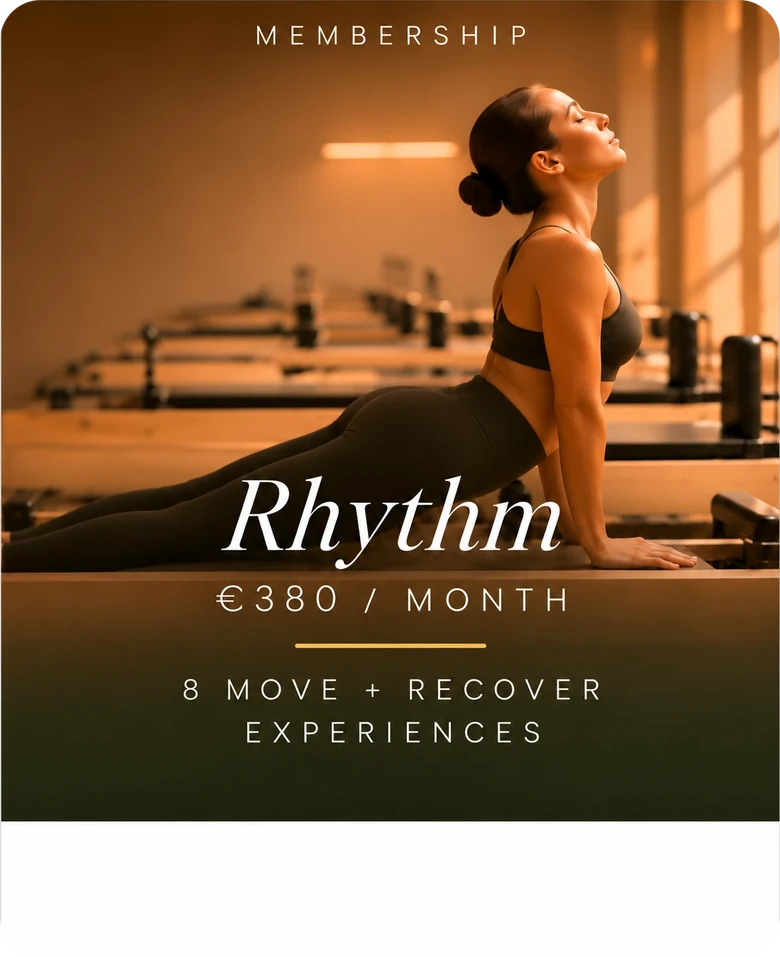 MEMBERSHIP
Rhythm
€380 / MONTH
8 MOVE + RECOVER
EXPERIENCES